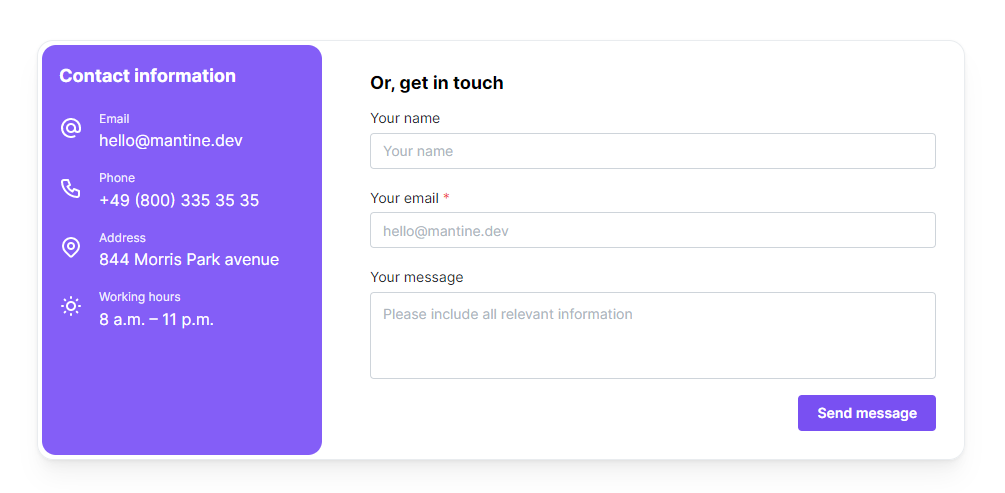 Contact information
Email
hello@mantine.dev
Phone
+49 (800) 335 35 35
Address
844 Morris Park avenue
Working hours
8 a.m. – 11 p.m.
Or, get in touch
Your name
Your name
Your email *
hello@mantine.dev
Your message
Please include all relevant information
Send message